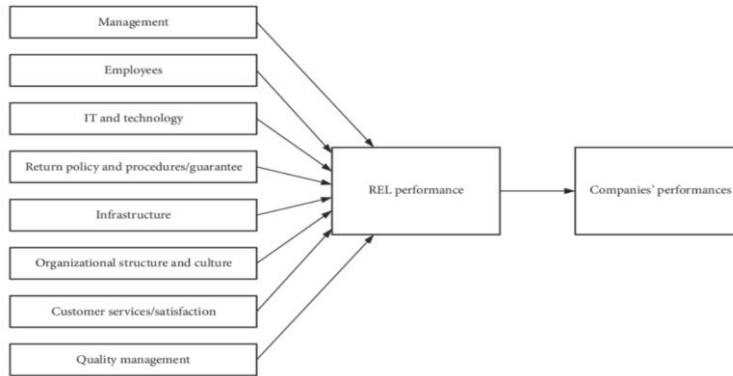 Management
Employees
IT and technology
Return policy and procedures/guarantee
Infrastructure
Organizational structure and culture
Customer services/satisfaction
Quality management
REL performance
Companies' performances